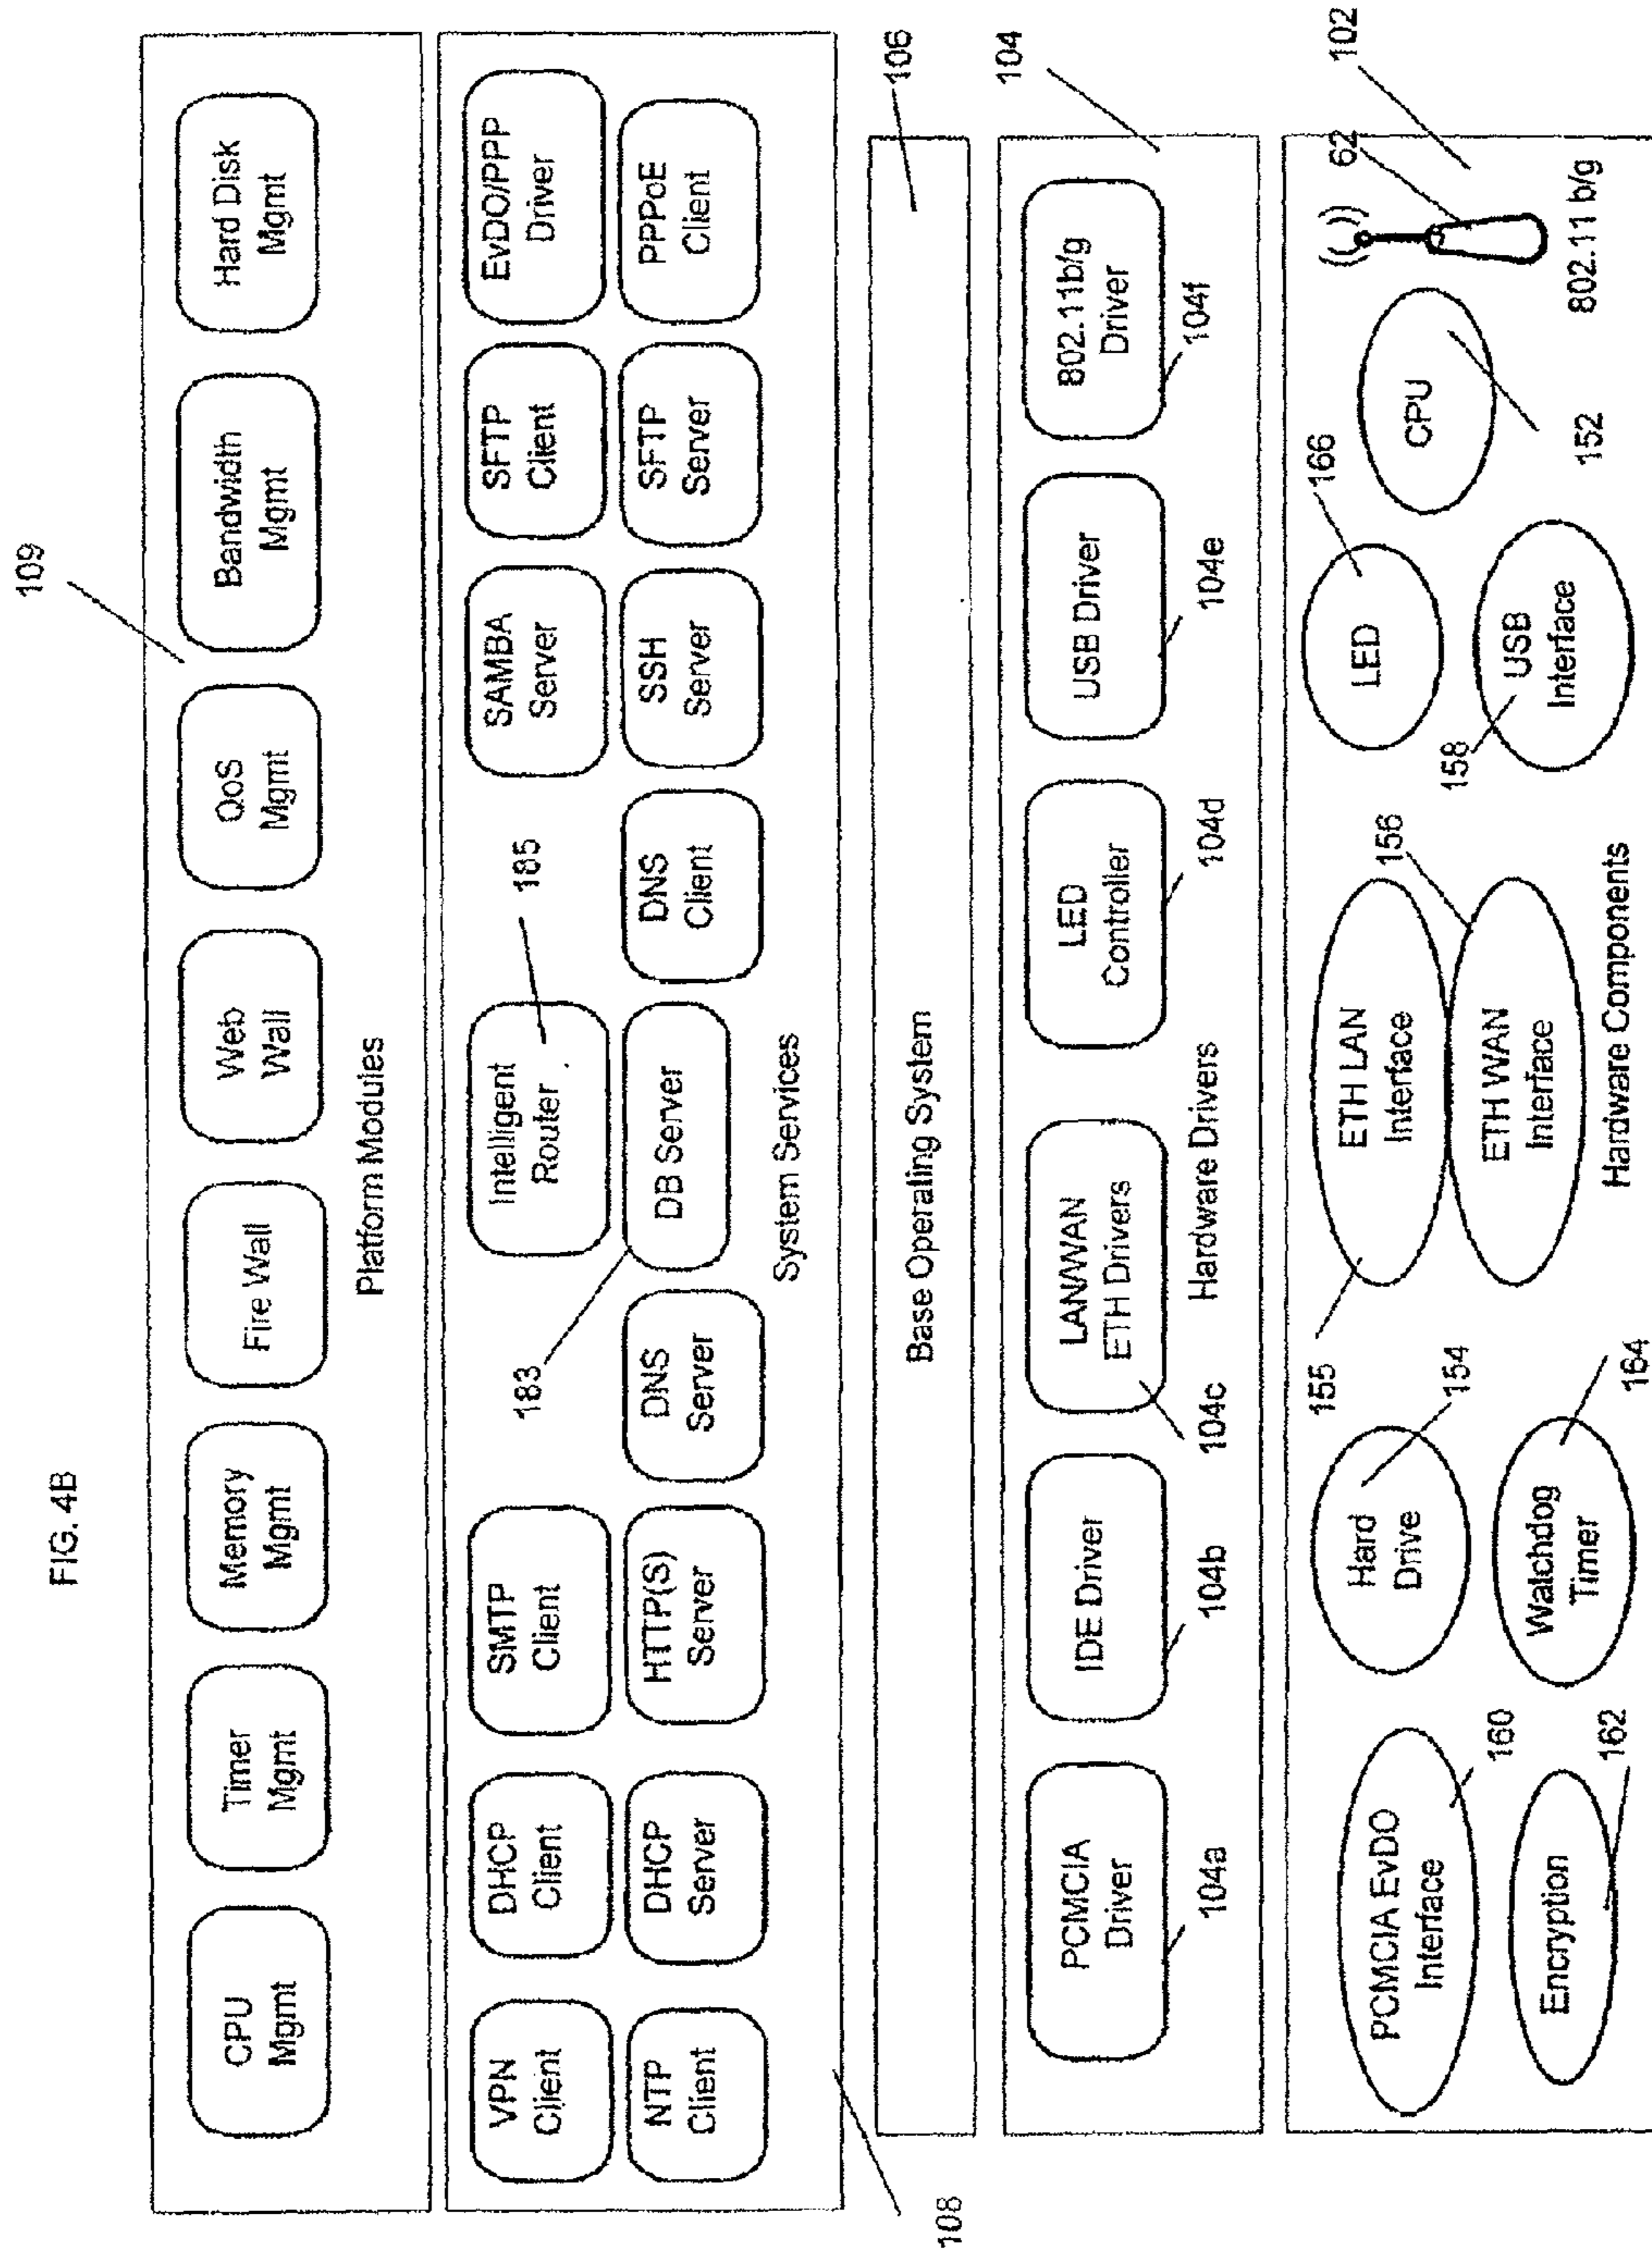 FIG. 4B
109
CPU
Mgmt
Timer
Mgmt
Memory
Mgmt
Fire Wall
Web
Wall
QoS
Mgmt
Bandwidth
Mgmt
Hard Disk
Mgmt
Platform Modules
VPN
Client
DHCP
Client
SMTP
Client
Intelligent
Router
185
SAMBA
Server
SFTP
Client
EvDO/PPP
Driver
183
NTP
Client
DHCP
Server
HTTP(S)
Server
DNS
Server
DB Server
DNS
Client
SSH
Server
SFTP
Server
PPPoE
Client
System Services
108
106
Base Operating System
104
PCMCIA
Driver
IDE Driver
LAN/WAN
ETH Drivers
LED
Controller
USB Driver
802.11b/g
Driver
104a
104b
104c
104d
104e
104f
Hardware Drivers
155
154
156
166
62
102
PCMCIA EvDO
Interface
160
Hard
Drive
ETH LAN
Interface
LED
CPU
158
152
Encryption
162
Watchdog
Timer
164
ETH WAN
Interface
USB
Interface
802.11 b/g
Hardware Components